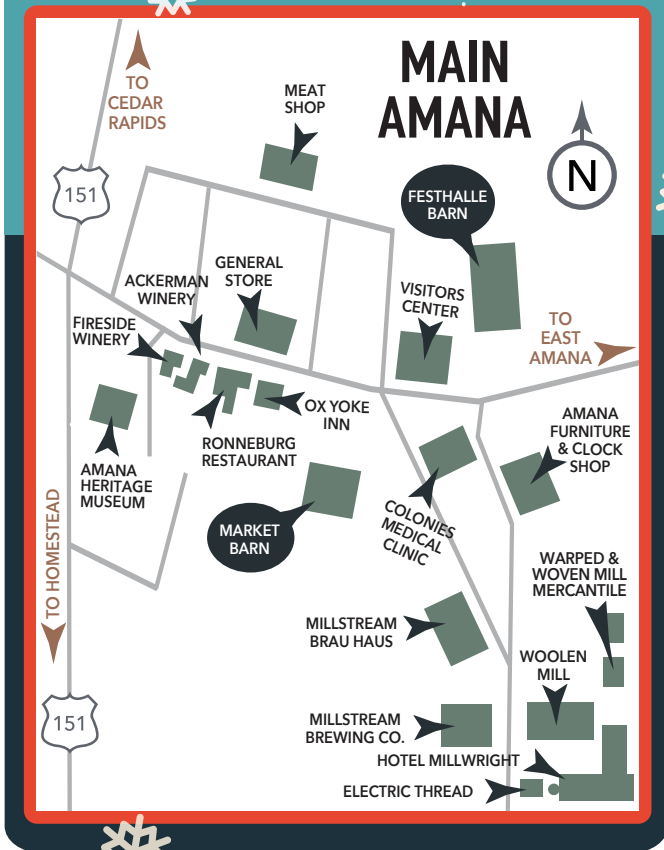 MAIN
AMANA
TO
CEDAR
RAPIDS
MEAT
SHOP
N
151
FESTHALLE
BARN
GENERAL
STORE
ACKERMAN
WINERY
VISITORS
CENTER
FIRESIDE
WINERY
TO
EAST
AMANA
OX YOKE
INN
AMANA
FURNITURE
& CLOCK
SHOP
RONNEBURG
RESTAURANT
AMANA
HERITAGE
MUSEUM
MARKET
BARN
COLONIES
MEDICAL
CLINIC
TO HOMESTEAD
WARPED &
WOVEN MILL
MERCANTILE
MILLSTREAM
BRAU HAUS
WOOLEN
MILL
151
MILLSTREAM
BREWING CO.
HOTEL MILLWRIGHT
ELECTRIC THREAD